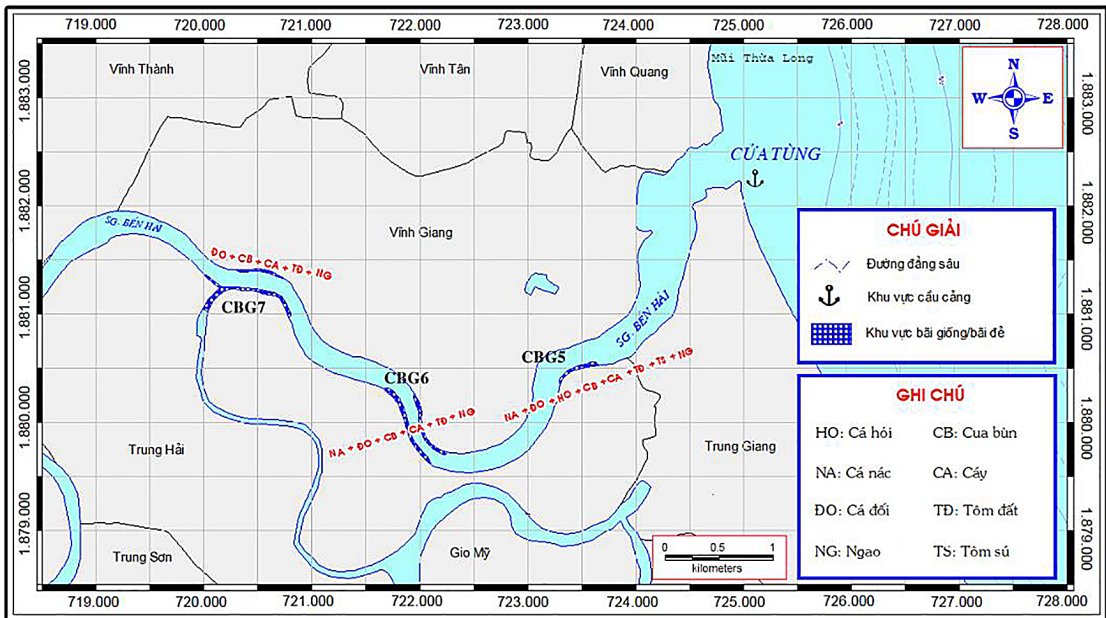 719.000 720.000 721.000 722.000 723.000 724.000 725.000 726.000 727.000 728.000
1.883.000
1.882.000
1.881.000
1.880.000
1.879.000
Vĩnh Thành
Vĩnh Tân
Vĩnh Quang
Mũi Thừa Long
N
W E
S
CỬA TÙNG
SG. BẾN HẢI
Vĩnh Giang
ĐO + CB + CA + TĐ + NG
CBG7
SG. BẾN HẢI
CBG5
CBG6
NA + ĐO + HO + CB + CA + TĐ + TS + NG
NA + ĐO + CB + CA + TĐ + NG
Trung Hải
Trung Giang
Trung Sơn
Gio Mỹ
0 0.5 1
kilometers
CHÚ GIẢI
Đường đẳng sâu
Khu vực cầu cảng
Khu vực bãi giống/bãi đẻ
GHI CHÚ
HO: Cá hói CB: Cua bùn
NA: Cá nác CA: Cáy
ĐO: Cá đối TĐ: Tôm đất
NG: Ngao TS: Tôm sú
1.883.000
1.882.000
1.881.000
1.880.000
1.879.000
719.000 720.000 721.000 722.000 723.000 724.000 725.000 726.000 727.000 728.000